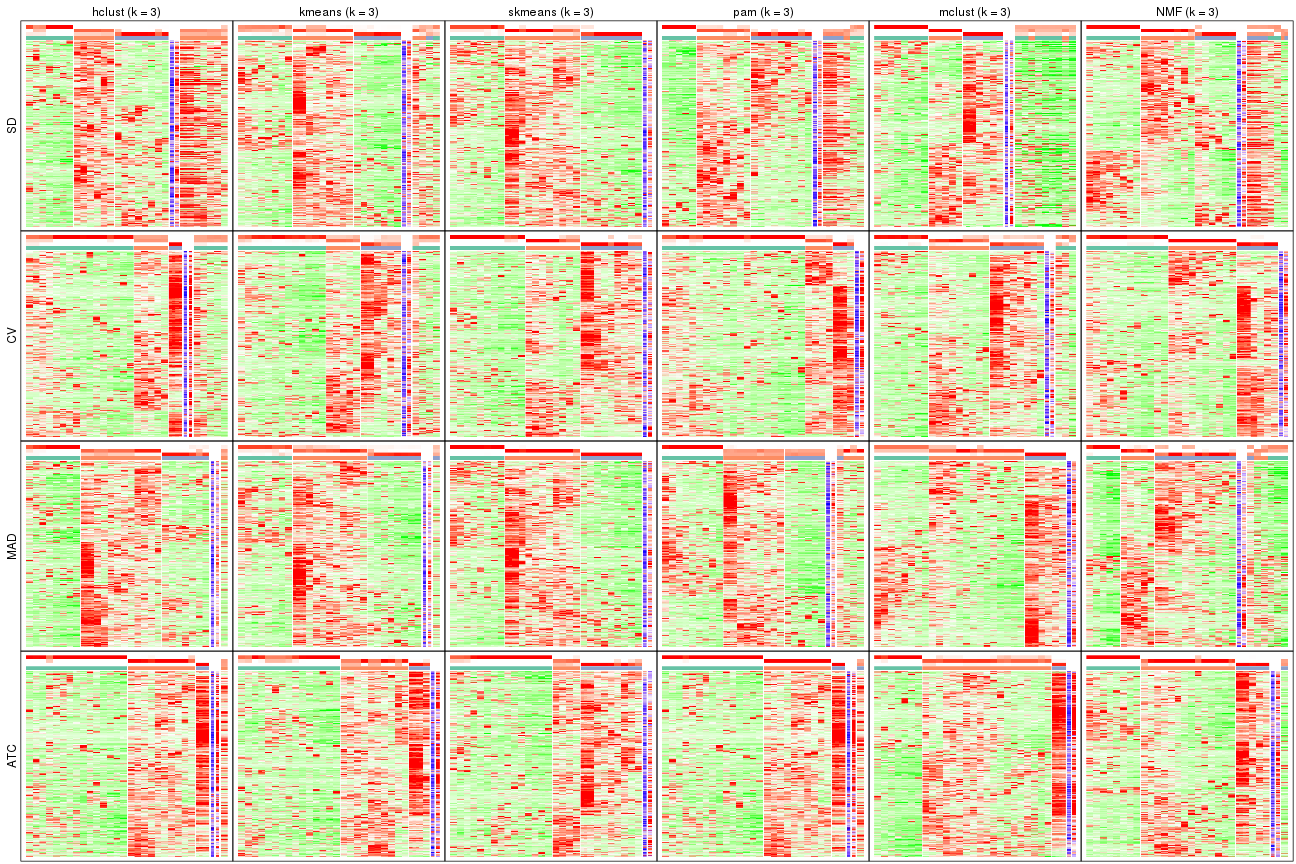 hclust (k = 3) kmeans (k = 3) skmeans (k = 3) pam (k = 3) mclust (k = 3) NMF (k = 3)
SD
CV
MAD
ATC